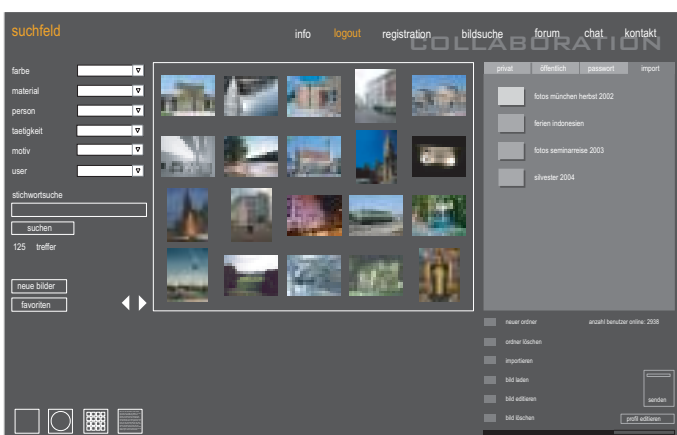 suchfeld
info logout registration bildsuche forum chat kontakt
COLLABORATION
privat öffentlich passwort import
farbe
material
person
taetigkeit
motiv
user
stichwortsuche
suchen
125 treffer
neue bilder
favoriten
fotos münchen herbst 2002
ferien indonesien
fotos seminarreise 2003
silvester 2004
neuer ordner anzahl benutzer online: 2938
ordner löschen
importieren
bild laden
bild editieren senden
bild löschen profil editieren